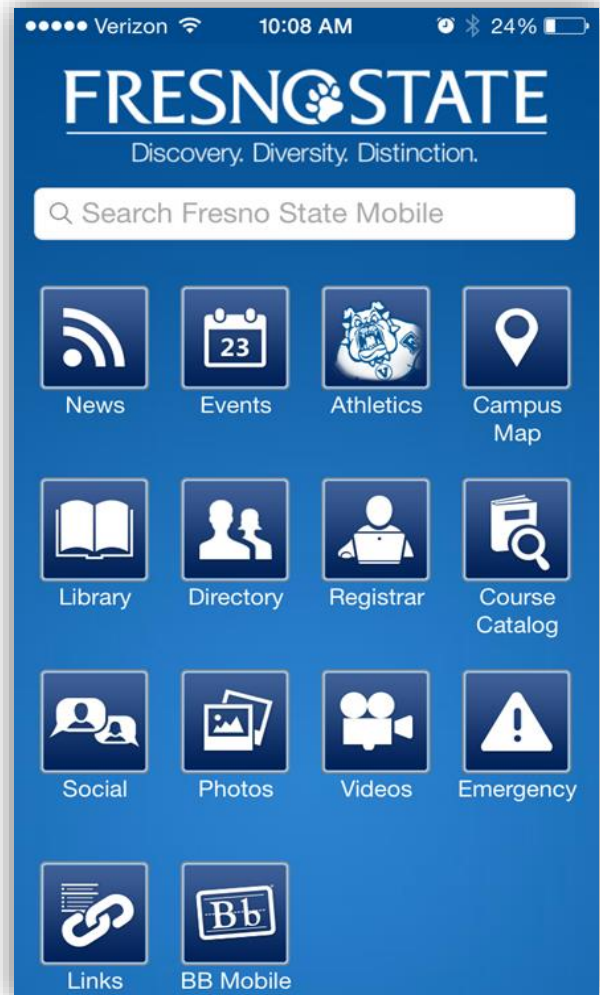 Verizon 10:08 AM 24%
FRESNO STATE
Discovery. Diversity. Distinction.
Search Fresno State Mobile
23
V
News Events Athletics Campus Map
Library Directory Registrar Course Catalog
Social Photos Videos Emergency
Bb
Links BB Mobile